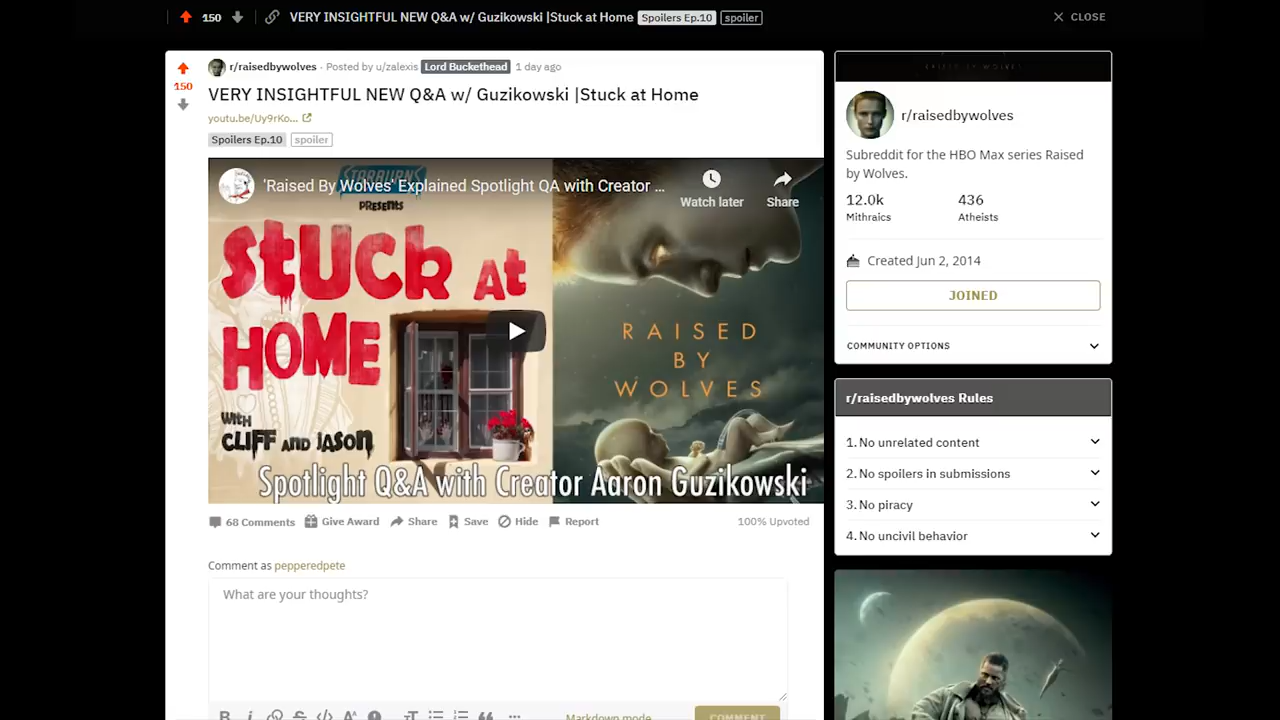 150
VERY INSIGHTFUL NEW Q&A w/ Guzikowski |Stuck at Home Spoilers Ep.10 spoiler
CLOSE
150
r/raisedbywolves · Posted by u/zalexis Lord Buckethead 1 day ago
VERY INSIGHTFUL NEW Q&A w/ Guzikowski |Stuck at Home
youtu.be/Uy9rKo...
Spoilers Ep.10 spoiler
'Raised By Wolves' Explained Spotlight QA with Creator ...
Watch later
Share
STARBURNS
PRESENTS
STUCK AT
HOME
WITH
CLIFF AND JASON
RAISED
BY
WOLVES
Spotlight Q&A with Creator Aaron Guzikowski
68 Comments Give Award Share Save Hide Report 100% Upvoted
Comment as pepperedpete
What are your thoughts?
Markdown mode
COMMENT
RAISED BY WOLVES
r/raisedbywolves
Subreddit for the HBO Max series Raised
by Wolves.
12.0k 436
Mithraics Atheists
Created Jun 2, 2014
JOINED
COMMUNITY OPTIONS
r/raisedbywolves Rules
1. No unrelated content
2. No spoilers in submissions
3. No piracy
4. No uncivil behavior